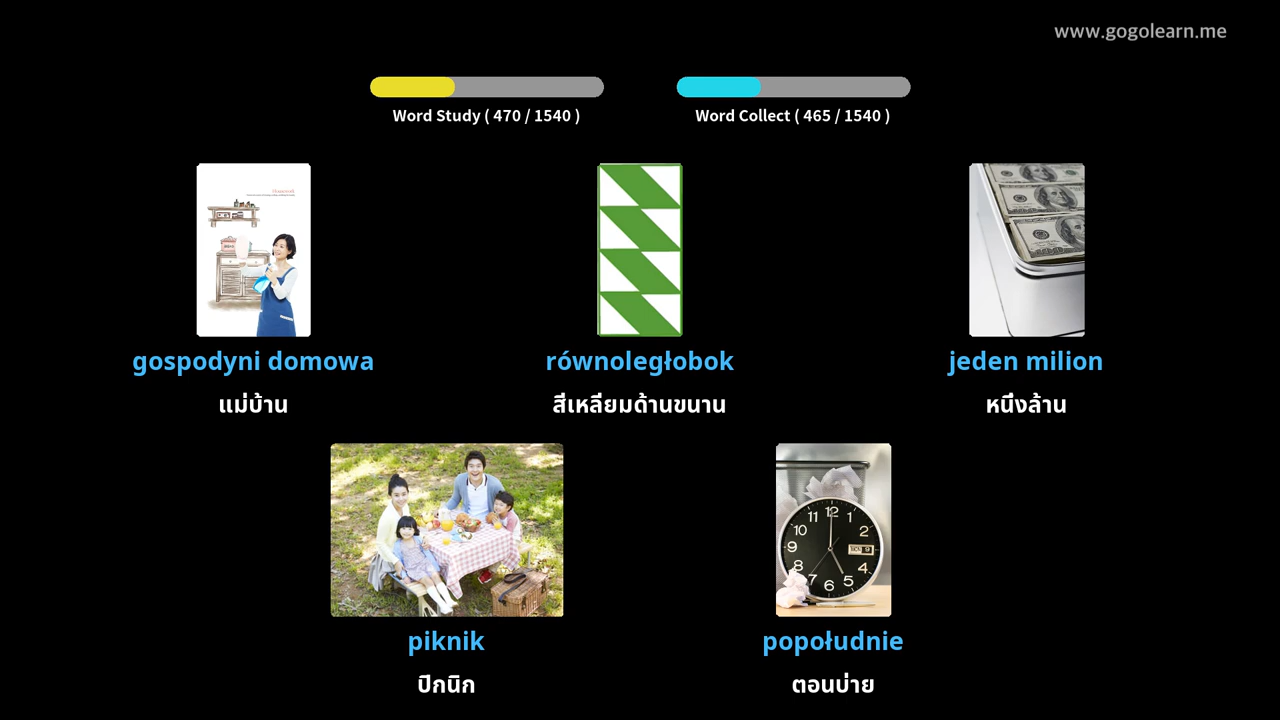 www.gogolearn.me
Word Study ( 470 / 1540 )
Word Collect ( 465 / 1540 )
gospodyni domowa
równoległobok
jeden milion
แม่บ้าน
สี่เหลี่ยมด้านขนาน
หนึ่งล้าน
piknik
popołudnie
ปิกนิก
ตอนบ่าย